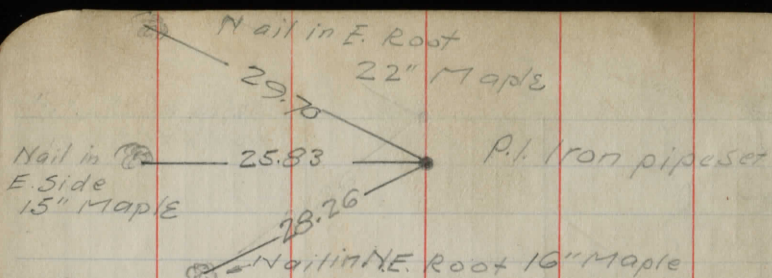 Nail in E. Root
22" Maple
29.70
Nail in
E. Side
15" Maple
25.83
P.I. Iron pipe set
28.26
Nail in N.E. Root 16" Maple